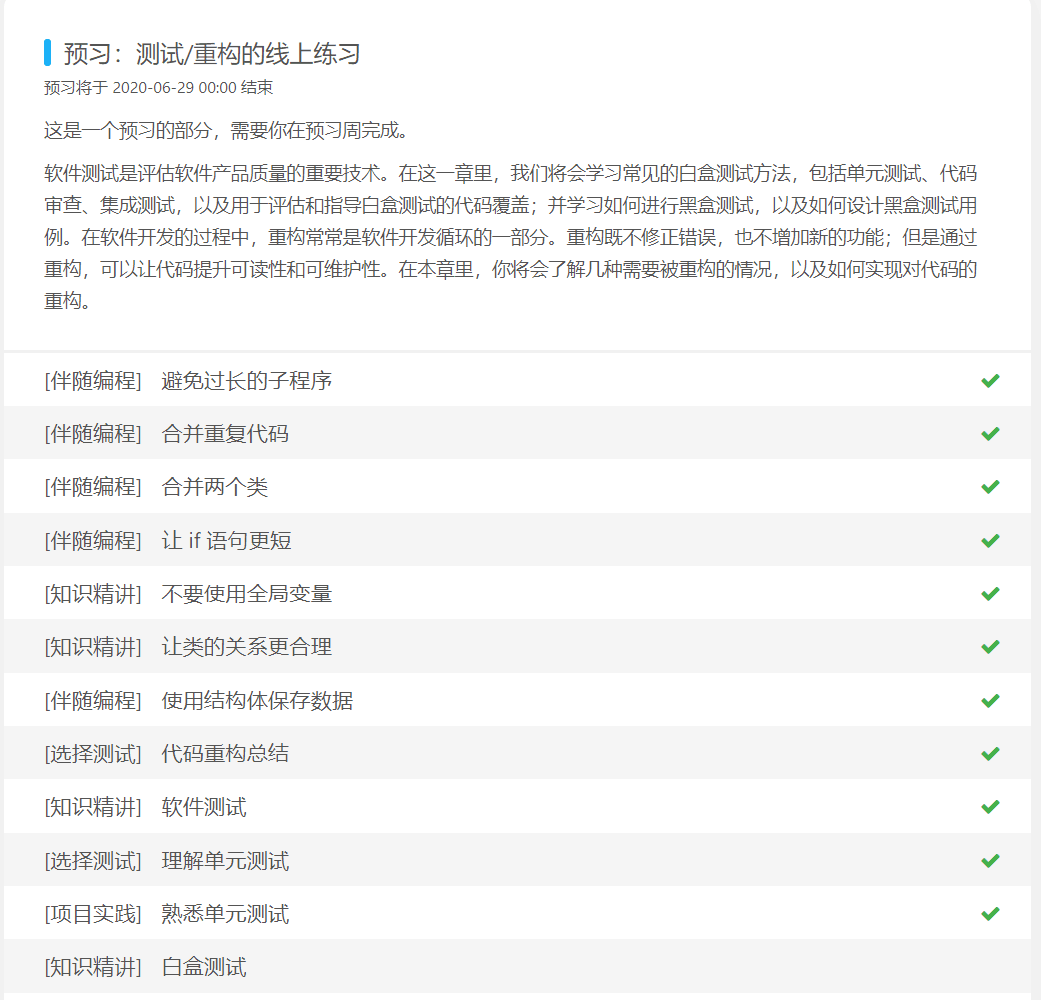 预习：测试/重构的线上练习
预习将于 2020-06-29 00:00 结束
这是一个预习的部分，需要你在预习周完成。
软件测试是评估软件产品质量的重要技术。在这一章里，我们将会学习常见的白盒测试方法，包括单元测试、代码
审查、集成测试，以及用于评估和指导白盒测试的代码覆盖；并学习如何进行黑盒测试，以及如何设计黑盒测试用
例。在软件开发的过程中，重构常常是软件开发循环的一部分。重构既不修正错误，也不增加新的功能；但是通过
重构，可以让代码提升可读性和可维护性。在本章里，你将会了解几种需要被重构的情况，以及如何实现对代码的
重构。
[伴随编程] 避免过长的子程序
[伴随编程] 合并重复代码
[伴随编程] 合并两个类
[伴随编程] 让 if 语句更短
[知识精讲] 不要使用全局变量
[知识精讲] 让类的关系更合理
[伴随编程] 使用结构体保存数据
[选择测试] 代码重构总结
[知识精讲] 软件测试
[选择测试] 理解单元测试
[项目实践] 熟悉单元测试
[知识精讲] 白盒测试